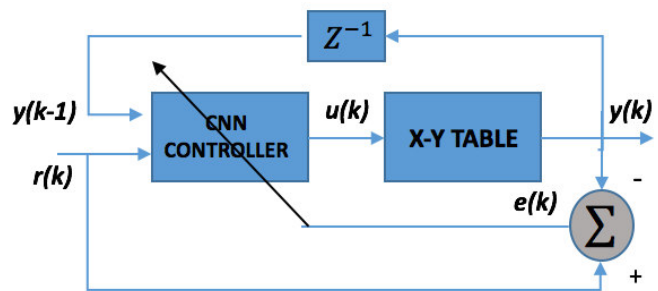 Z⁻¹
y(k-1)
CNN
CONTROLLER
u(k)
X-Y TABLE
y(k)
r(k)
e(k)
-
Σ
+